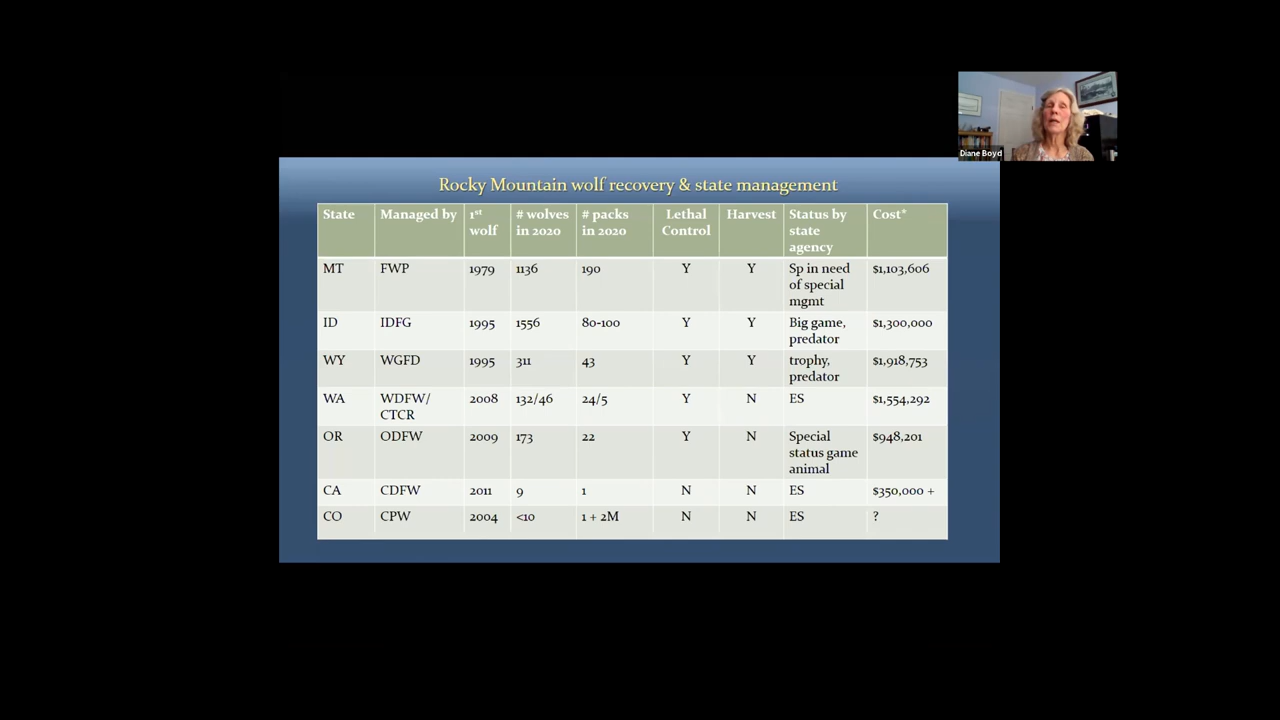 Diane Boyd
Rocky Mountain wolf recovery & state management
State Managed by 1st wolf # wolves in 2020 # packs in 2020 Lethal Control Harvest Status by state agency Cost*
MT FWP 1979 1136 190 Y Y Sp in need of special mgmt $1,103,606
ID IDFG 1995 1556 80-100 Y Y Big game, predator $1,300,000
WY WGFD 1995 311 43 Y Y trophy, predator $1,918,753
WA WDFW/ CTCR 2008 132/46 24/5 Y N ES $1,554,292
OR ODFW 2009 173 22 Y N Special status game animal $948,201
CA CDFW 2011 9 1 N N ES $350,000 +
CO CPW 2004 <10 1 + 2M N N ES ?